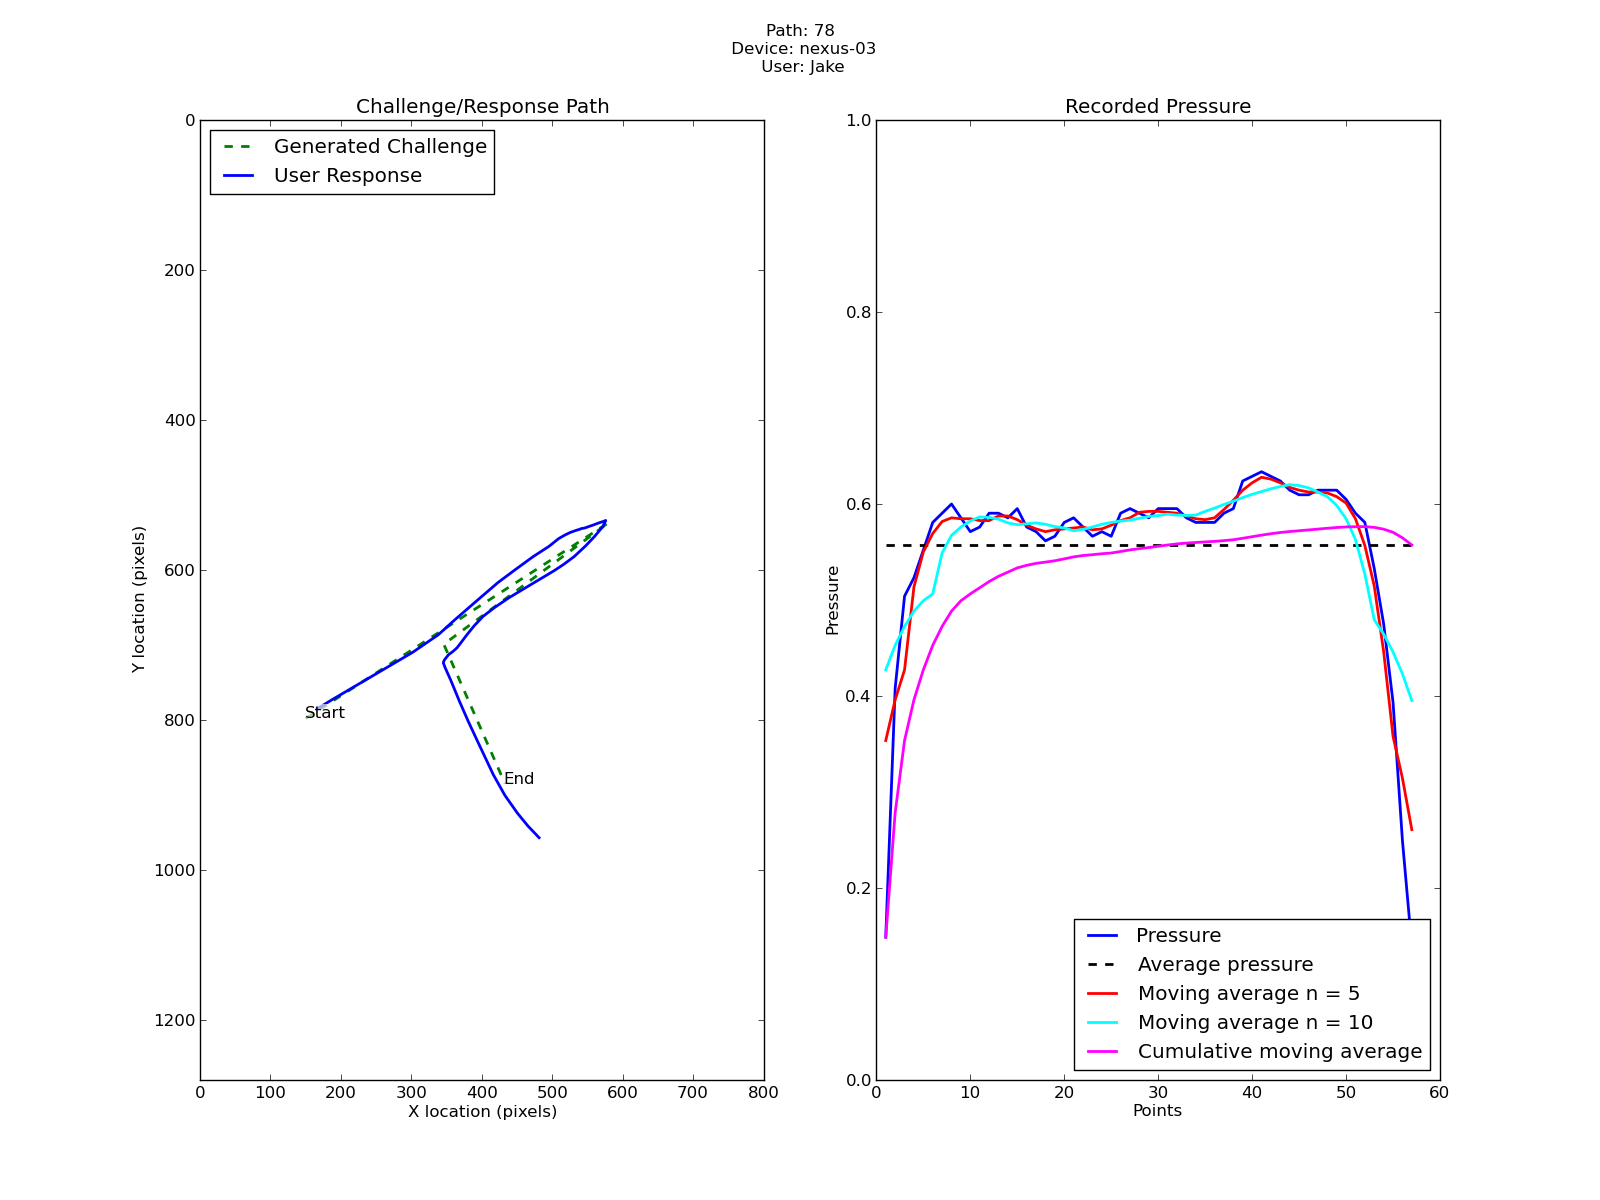 Path: 78
Device: nexus-03
User: Jake
Challenge/Response Path
Generated Challenge
User Response
0
200
400
600
800
1000
1200
Y location (pixels)
Start
End
0 100 200 300 400 500 600 700 800
X location (pixels)
Recorded Pressure
1.0
0.8
0.6
0.4
0.2
0.0
Pressure
Pressure
Average pressure
Moving average n = 5
Moving average n = 10
Cumulative moving average
0 10 20 30 40 50 60
Points